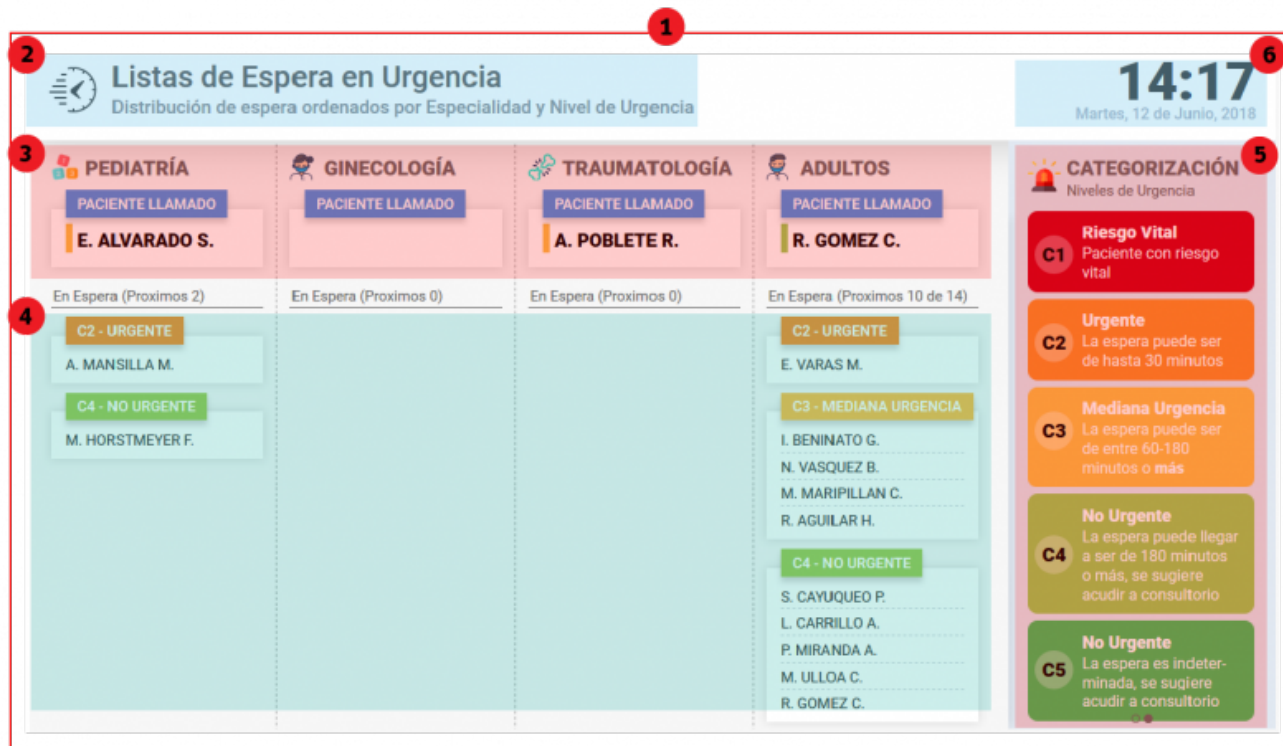 1
2
Listas de Espera en Urgencia
Distribución de espera ordenados por Especialidad y Nivel de Urgencia
6
14:17
Martes, 12 de Junio, 2018
3
PEDIATRÍA
PACIENTE LLAMADO
E. ALVARADO S.
GINECOLOGÍA
PACIENTE LLAMADO
TRAUMATOLOGÍA
PACIENTE LLAMADO
A. POBLETE R.
ADULTOS
PACIENTE LLAMADO
R. GOMEZ C.
4
En Espera (Proximos 2)
C2 - URGENTE
A. MANSILLA M.
C4 - NO URGENTE
M. HORSTMEYER F.
En Espera (Proximos 0)
En Espera (Proximos 0)
En Espera (Proximos 10 de 14)
C2 - URGENTE
E. VARAS M.
C3 - MEDIANA URGENCIA
I. BENINATO G.
N. VASQUEZ B.
M. MARIPILLAN C.
R. AGUILAR H.
C4 - NO URGENTE
S. CAYUQUEO P.
L. CARRILLO A.
P. MIRANDA A.
M. ULLOA C.
R. GOMEZ C.
5
CATEGORIZACIÓN
Niveles de Urgencia
C1
Riesgo Vital
Paciente con riesgo
vital
C2
Urgente
La espera puede ser
de hasta 30 minutos
C3
Mediana Urgencia
La espera puede ser
de entre 60-180
minutos o más
C4
No Urgente
La espera puede llegar
a ser de 180 minutos
o más, se sugiere
acudir a consultorio
C5
No Urgente
La espera es indeter-
minada, se sugiere
acudir a consultorio